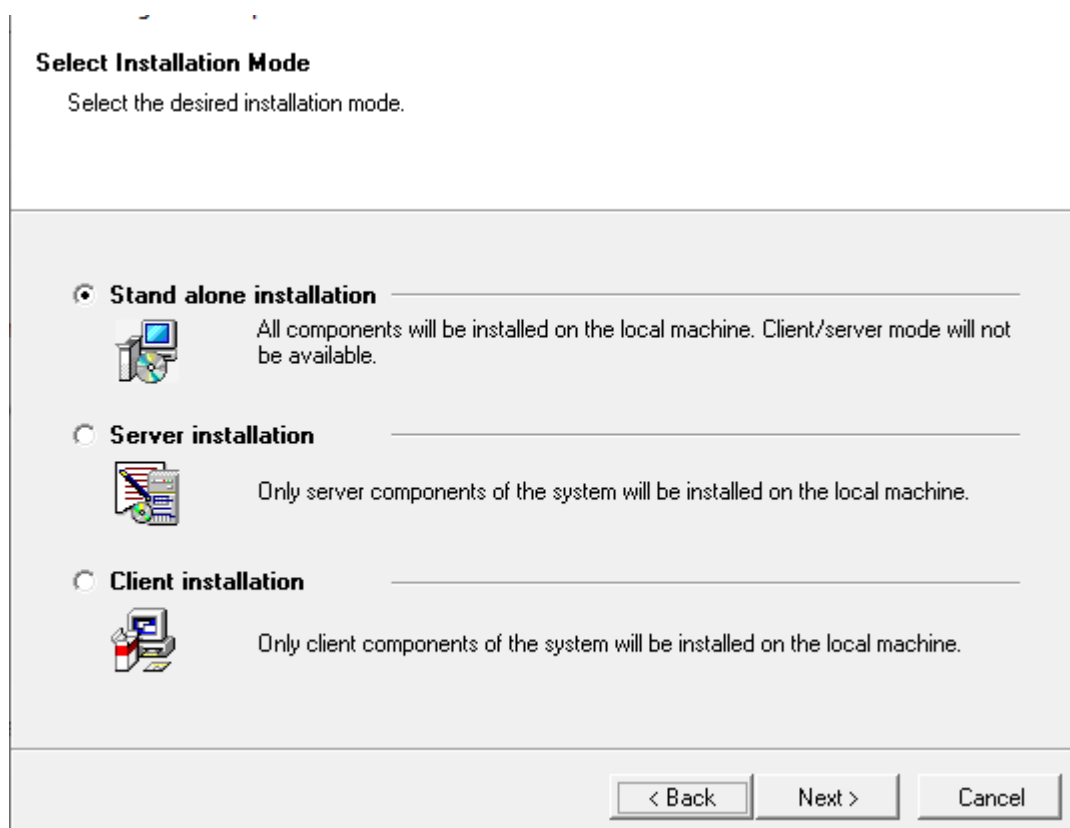 Select Installation Mode
Select the desired installation mode.
Stand alone installation
All components will be installed on the local machine. Client/server mode will not
be available.
Server installation
Only server components of the system will be installed on the local machine.
Client installation
Only client components of the system will be installed on the local machine.
< Back
Next >
Cancel